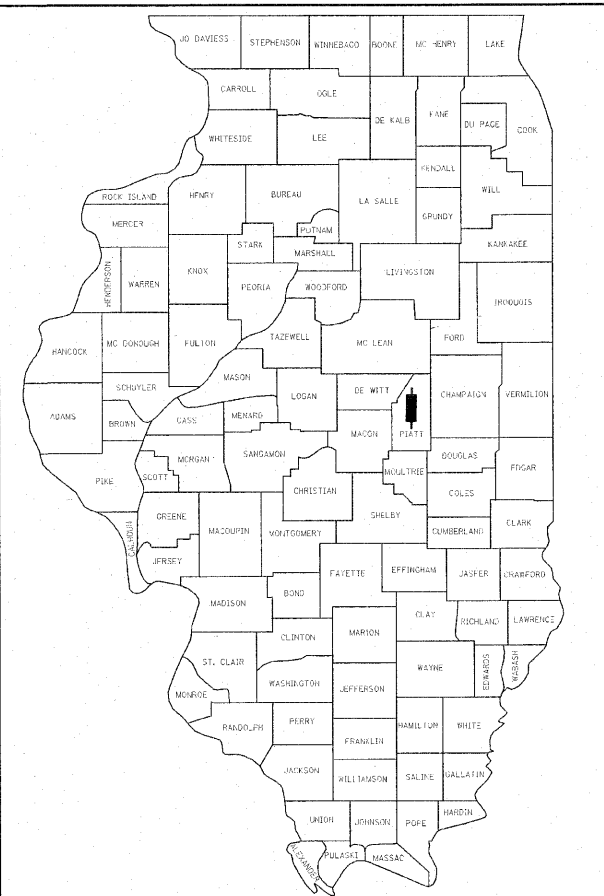 JO DAVIESS
STEPHENSON
WINNEBAGO
BOONE
MC HENRY
LAKE
CARROLL
OGLE
DE KALB
KANE
DU PAGE
COOK
WHITESIDE
LEE
KENDALL
WILL
ROCK ISLAND
HENRY
BUREAU
LA SALLE
GRUNDY
MERCER
PUTNAM
STARK
MARSHALL
KANKAKEE
HENDERSON
WARREN
KNOX
PEORIA
WOODFORD
LIVINGSTON
IROQUOIS
HANCOCK
MC DONOUGH
FULTON
TAZEWELL
MC LEAN
FORD
MASON
SCHUYLER
LOGAN
DE WITT
CHAMPAIGN
VERMILION
ADAMS
BROWN
CASS
MENARD
MACON
PIATT
PIKE
SCOTT
MORGAN
SANGAMON
CHRISTIAN
MOULTRIE
DOUGLAS
EDGAR
COLES
GREENE
MACOUPIN
MONTGOMERY
SHELBY
CUMBERLAND
CLARK
CALHOUN
JERSEY
FAYETTE
EFFINGHAM
JASPER
CRAWFORD
MADISON
BOND
CLAY
RICHLAND
LAWRENCE
CLINTON
MARION
ST. CLAIR
WAYNE
EDWARDS
WABASH
MONROE
WASHINGTON
JEFFERSON
RANDOLPH
PERRY
HAMILTON
WHITE
FRANKLIN
JACKSON
WILLIAMSON
SALINE
GALLATIN
UNION
JOHNSON
POPE
HARDIN
ALEXANDER
PULASKI
MASSAC